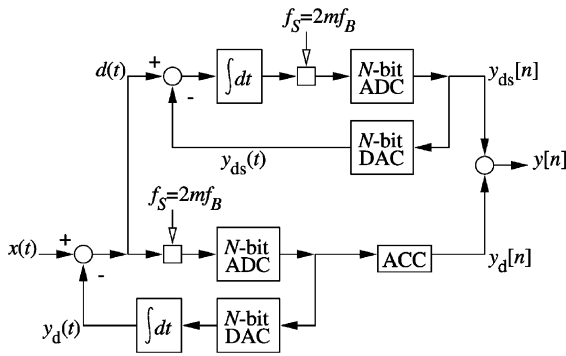 f_S=2mf_B
d(t)
+
-
∫dt
N-bit
ADC
y_ds[n]
N-bit
DAC
y_ds(t)
y[n]
f_S=2mf_B
x(t)
+
-
N-bit
ADC
ACC
y_d[n]
y_d(t)
∫dt
N-bit
DAC